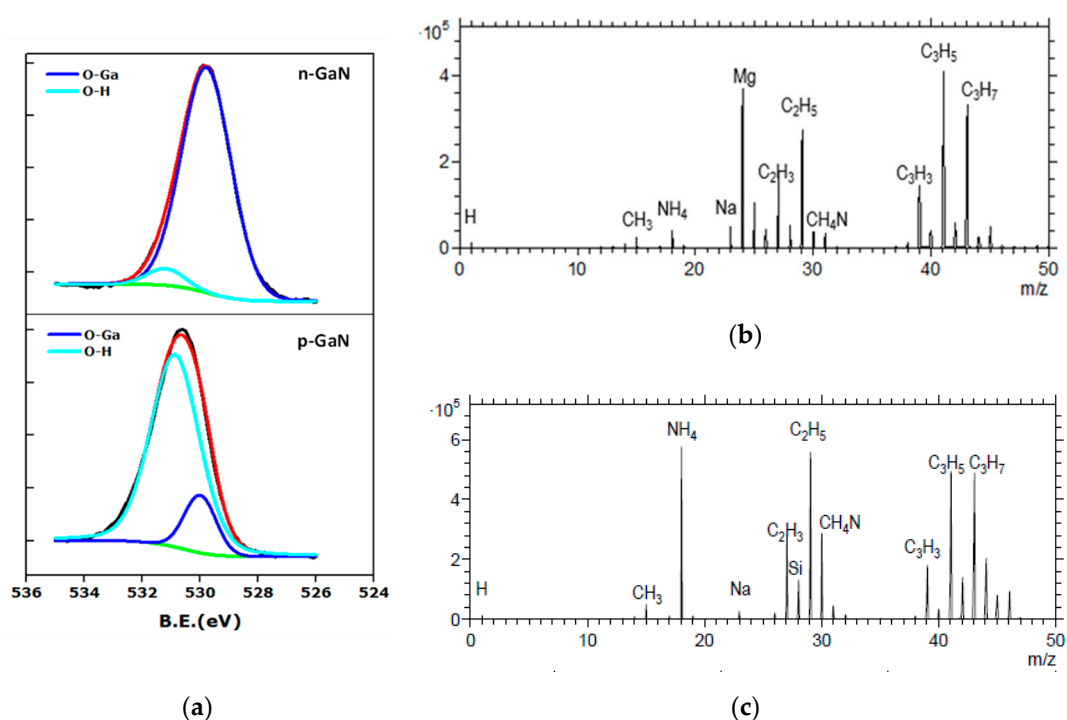 O-Ga
O-H
n-GaN
O-Ga
O-H
p-GaN
536 534 532 530 528 526 524
B.E.(eV)
(a)
·10⁵
4
2
0
H
CH₃
NH₄
Na
Mg
C₂H₃
C₂H₅
CH₄N
C₃H₃
C₃H₅
C₃H₇
0 10 20 30 40 50
m/z
(b)
·10⁵
6
4
2
0
H
CH₃
NH₄
Na
C₂H₃
Si
C₂H₅
CH₄N
C₃H₃
C₃H₅
C₃H₇
10 20 30 40 50
m/z
(c)